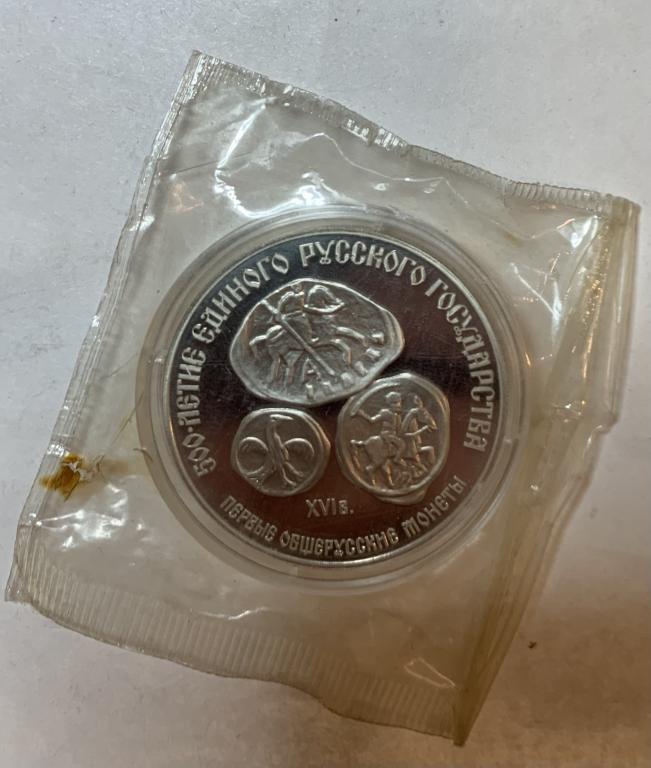 500-ЛЕТИЕ ЕДИНОГО РУССКОГО ГОСУДАРСТВА
XVI в.
ПЕРВЫЕ ОБЩЕРУССКИЕ МОНЕТЫ